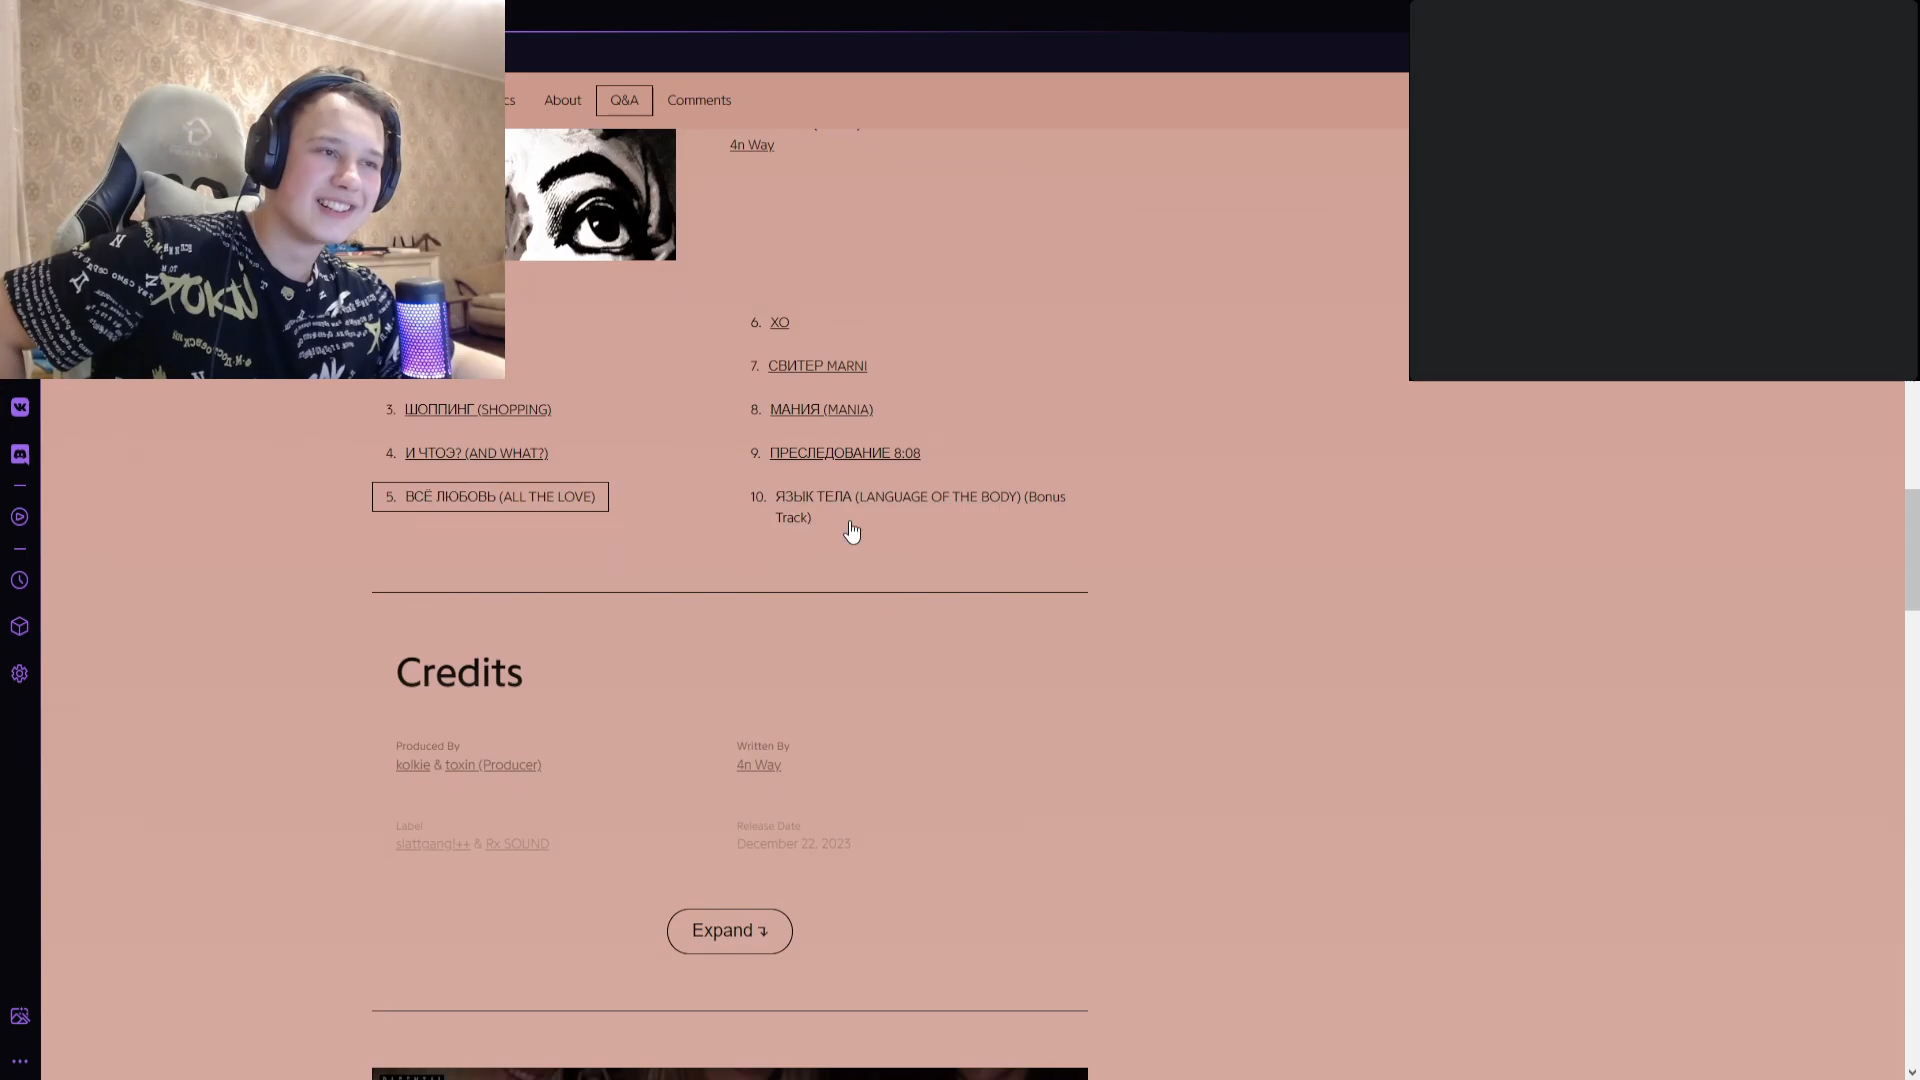 cs
About
Q&A
Comments
4n Way
6. XO
7. СВИТЕР MARNI
3. ШОППИНГ (SHOPPING)
8. МАНИЯ (MANIA)
4. И ЧТОЭ? (AND WHAT?)
9. ПРЕСЛЕДОВАНИЕ 8:08
5. ВСЁ ЛЮБОВЬ (ALL THE LOVE)
10. ЯЗЫК ТЕЛА (LANGUAGE OF THE BODY) (Bonus
Track)
Credits
Produced By
kolkie & toxin (Producer)
Written By
4n Way
Label
slattgang!++ & Rx SOUND
Release Date
December 22, 2023
Expand